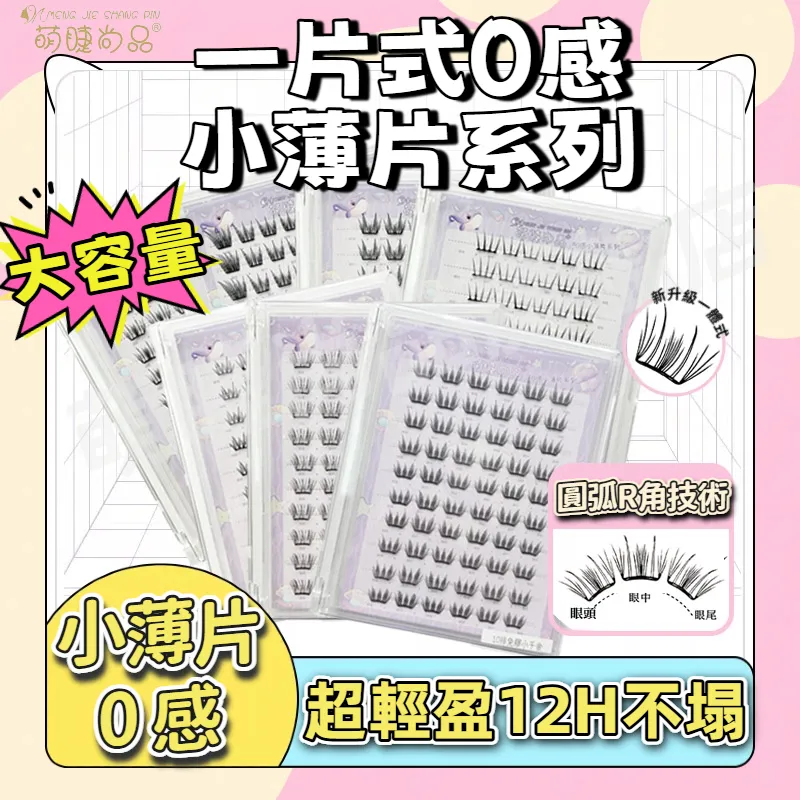 MENG JIE SHANG PIN
萌睫尚品®
一片式0感
小薄片系列
大容量
新升級一體式
圓弧R角技術
眼頭
眼中
眼尾
小薄片
0感
超輕盈12H不塌